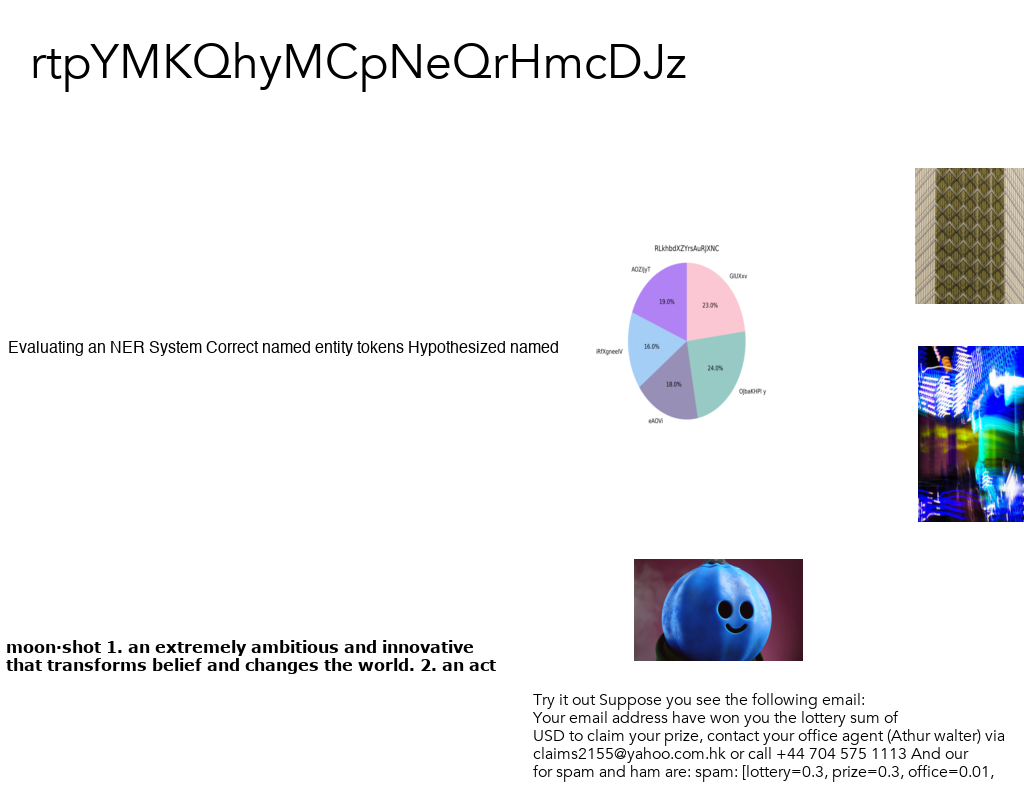 rtpYMKQhyMCpNeQrHmcDJz
RLkhbdXZYrsAuRJXNC
AOZIjyT
GlUXxv
19.0%
23.0%
Evaluating an NER System Correct named entity tokens Hypothesized named
16.0%
24.0%
18.0%
eAOVi
moon·shot 1. an extremely ambitious and innovative
that transforms belief and changes the world. 2. an act
Try it out Suppose you see the following email:
Your email address have won you the lottery sum of
USD to claim your prize, contact your office agent (Athur walter) via
claims2155@yahoo.com.hk or call +44 704 575 1113 And our
for spam and ham are: spam: [lottery=0.3, prize=0.3, office=0.01,